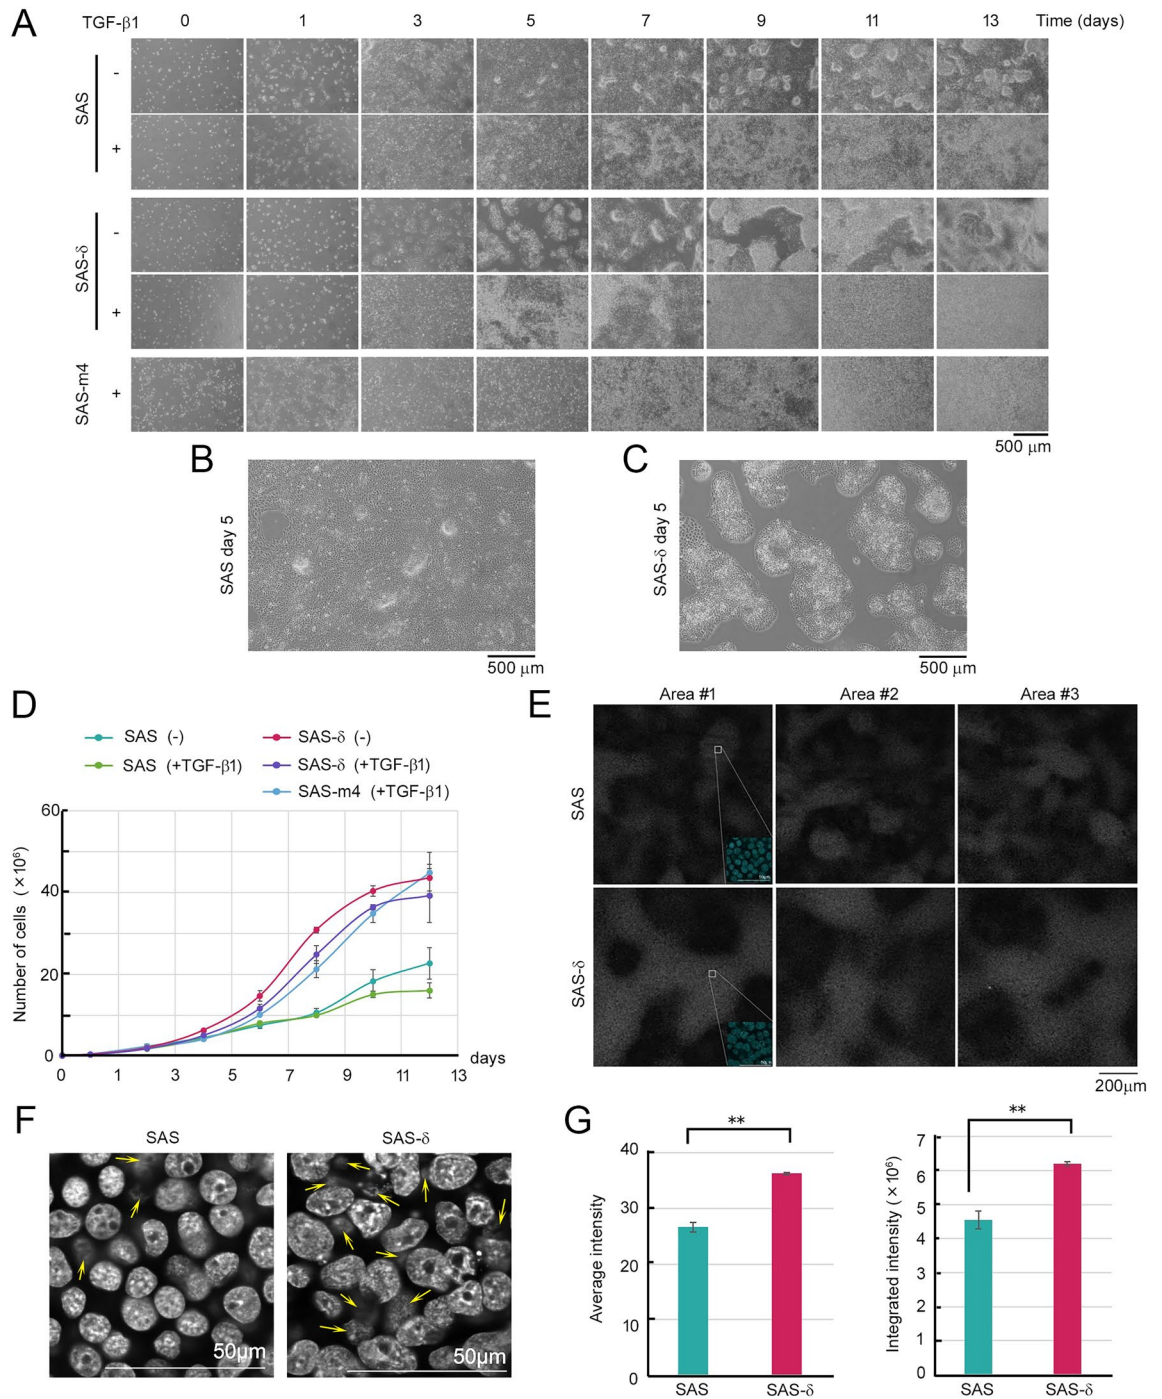 A
TGF-β1 0 1 3 5 7 9 11 13 Time (days)
SAS
-
+
SAS-δ
-
+
SAS-m4
+
500 μm
B
SAS day 5
500 μm
C
SAS-δ day 5
500 μm
D
SAS (-)
SAS-δ (-)
SAS (+TGF-β1)
SAS-δ (+TGF-β1)
SAS-m4 (+TGF-β1)
Number of cells (×10⁶)
60
40
20
0
0 1 3 5 7 9 11 13
days
E
Area #1 Area #2 Area #3
SAS
SAS-δ
200μm
F
SAS SAS-δ
50μm 50μm
G
**
Average intensity
40
30
20
10
0
SAS SAS-δ
**
Integrated intensity (×10⁶)
7
6
5
4
3
2
1
0
SAS SAS-δ